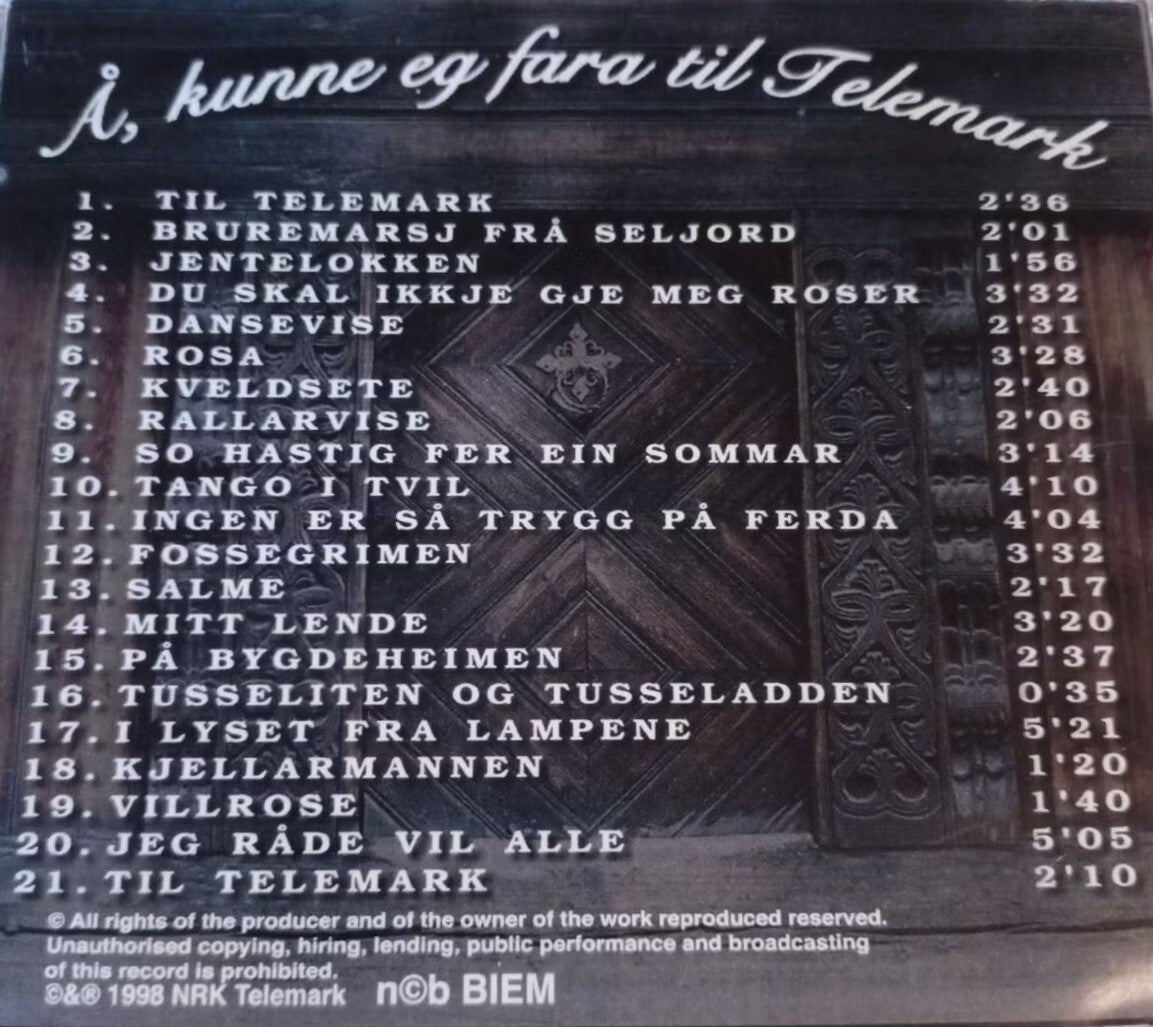 Å, kunne eg fara til Telemark
1. TIL TELEMARK 2'36
2. BRUREMARSJ FRÅ SELJORD 2'01
3. JENTELOKKEN 1'56
4. DU SKAL IKKJE GJE MEG ROSER 3'32
5. DANSEVISE 2'31
6. ROSA 3'28
7. KVELDSETE 2'40
8. RALLARVISE 2'06
9. SO HASTIG FER EIN SOMMAR 3'14
10. TANGO I TVIL 4'10
11. INGEN ER SÅ TRYGG PÅ FERDA 4'04
12. FOSSEGRIMEN 3'32
13. SALME 2'17
14. MITT LENDE 3'20
15. PÅ BYGDEHEIMEN 2'37
16. TUSSELITEN OG TUSSELADDEN 0'35
17. I LYSET FRA LAMPENE 5'21
18. KJELLARMANNEN 1'20
19. VILLROSE 1'40
20. JEG RÅDE VIL ALLE 5'05
21. TIL TELEMARK 2'10
© All rights of the producer and of the owner of the work reproduced reserved.
Unauthorised copying, hiring, lending, public performance and broadcasting
of this record is prohibited.
©&® 1998 NRK Telemark n©b BIEM